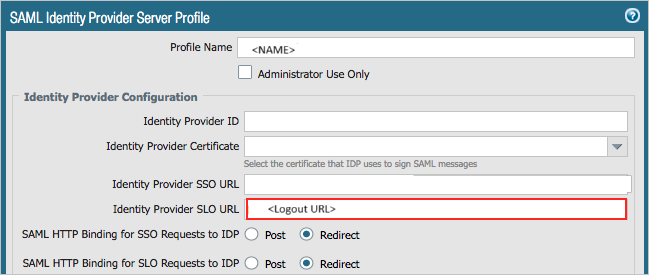 SAML Identity Provider Server Profile
Profile Name <NAME>
Administrator Use Only
Identity Provider Configuration
Identity Provider ID
Identity Provider Certificate
Select the certificate that IDP uses to sign SAML messages
Identity Provider SSO URL
Identity Provider SLO URL <Logout URL>
SAML HTTP Binding for SSO Requests to IDP Post Redirect
SAML HTTP Binding for SLO Requests to IDP Post Redirect